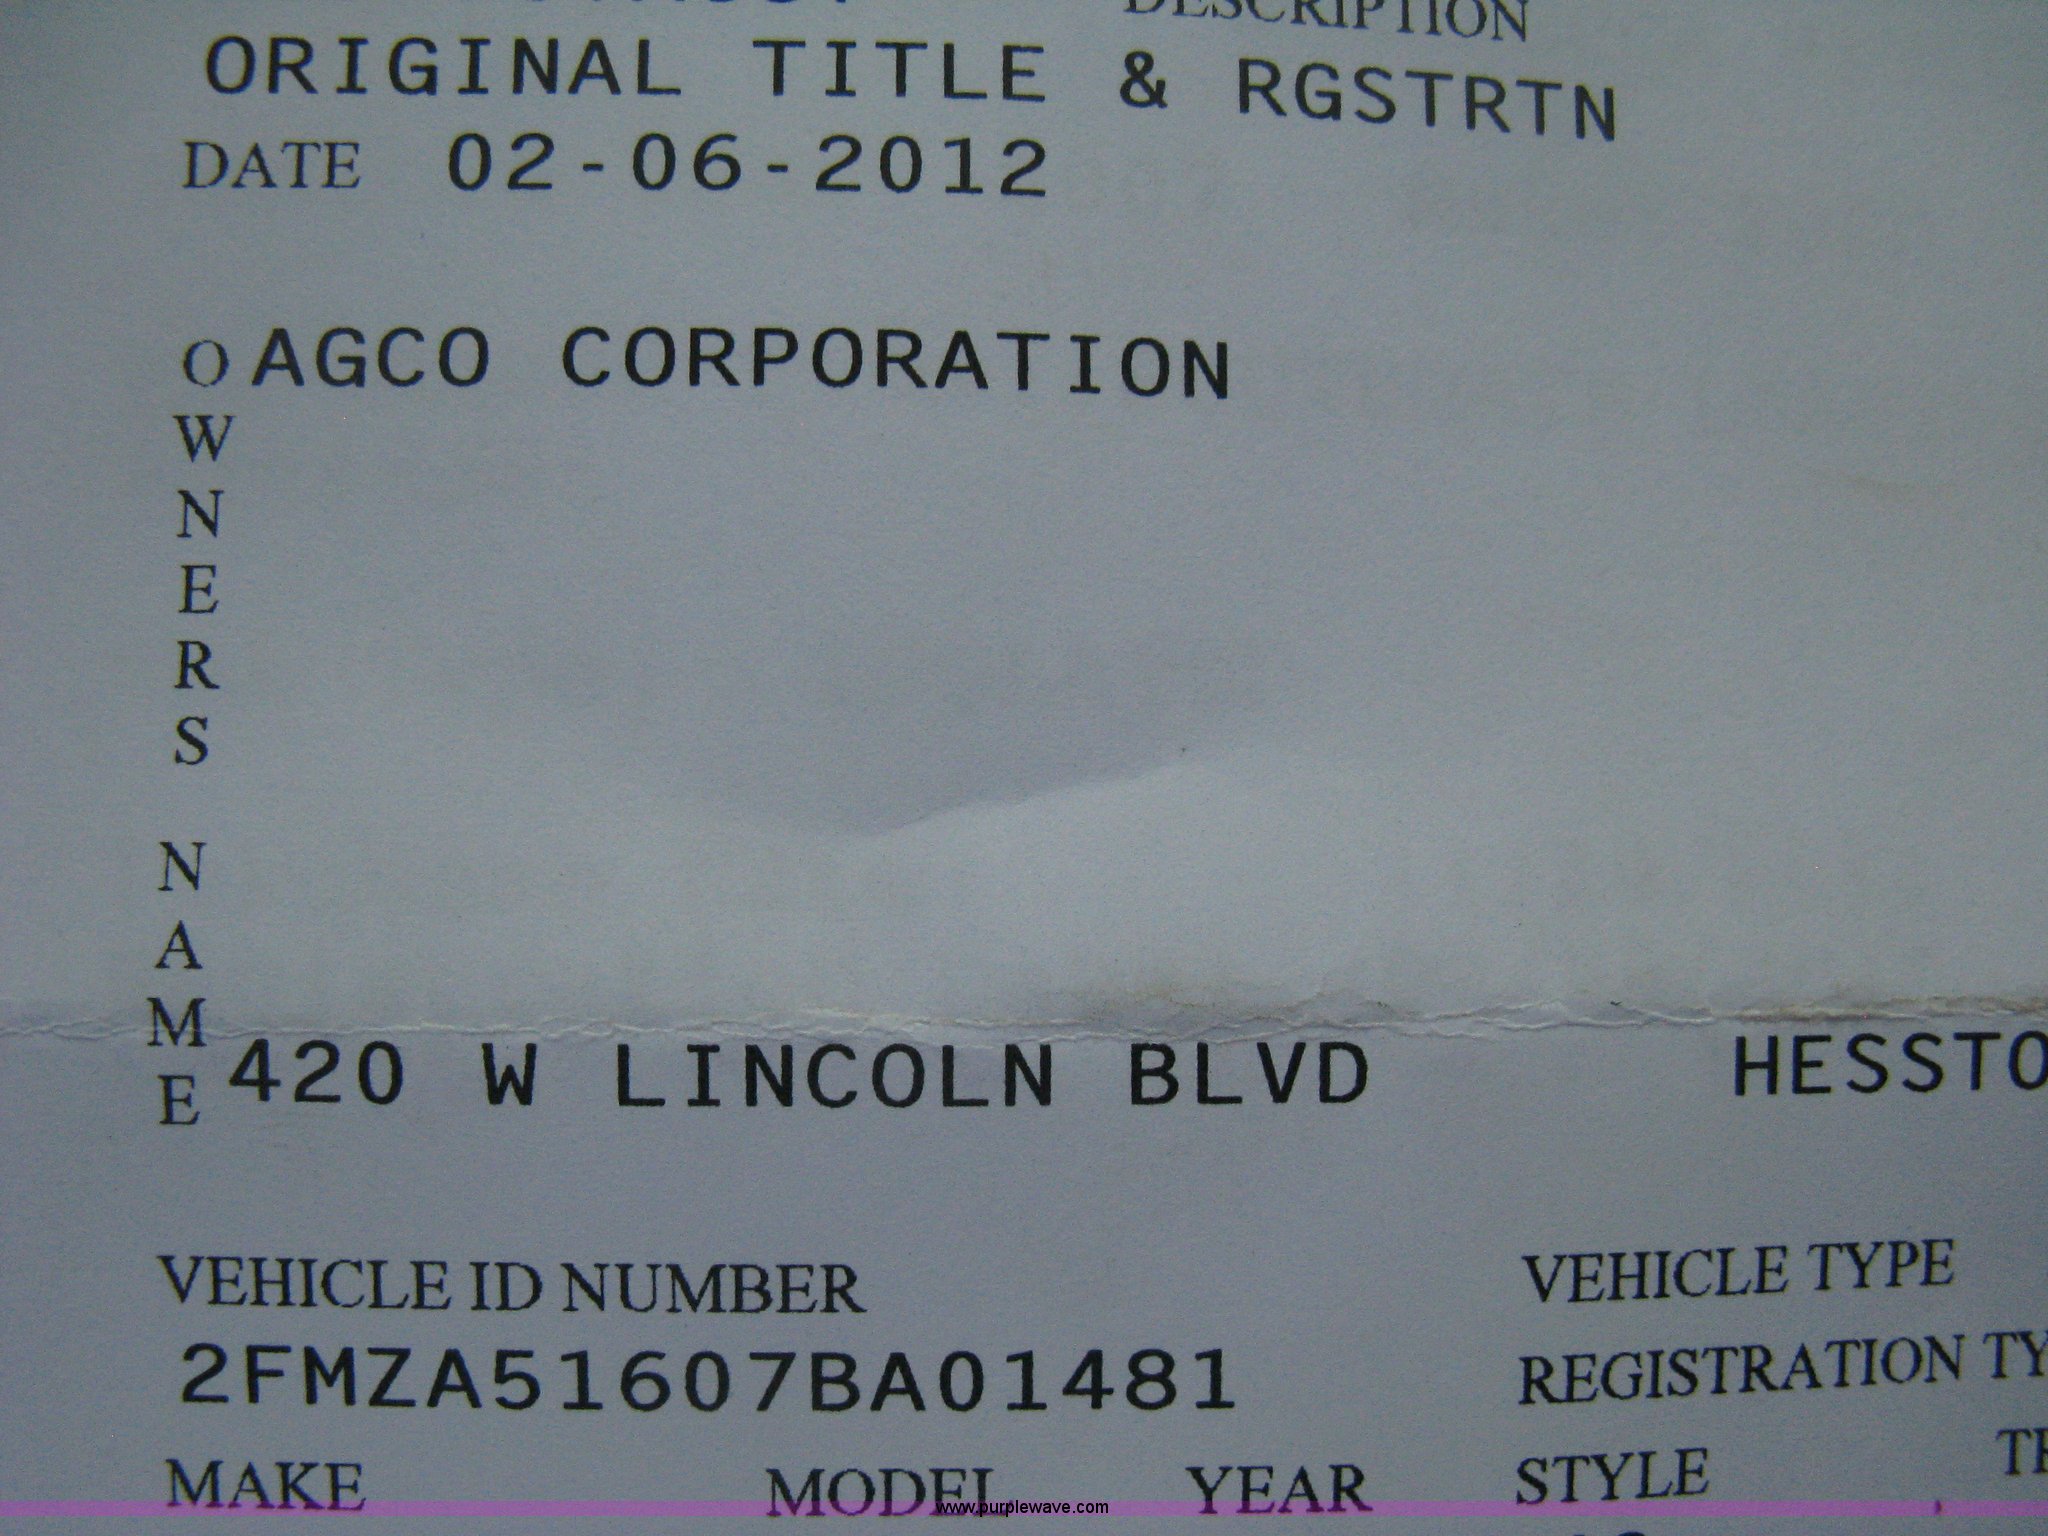 DESCRIPTION
ORIGINAL TITLE & RGSTRTN
DATE 02-06-2012
OWNERS NAME
AGCO CORPORATION
420 W LINCOLN BLVD HESSTO
VEHICLE ID NUMBER VEHICLE TYPE
2FMZA51607BA01481 REGISTRATION TY
MAKE MODEL YEAR STYLE
www.purplewave.com